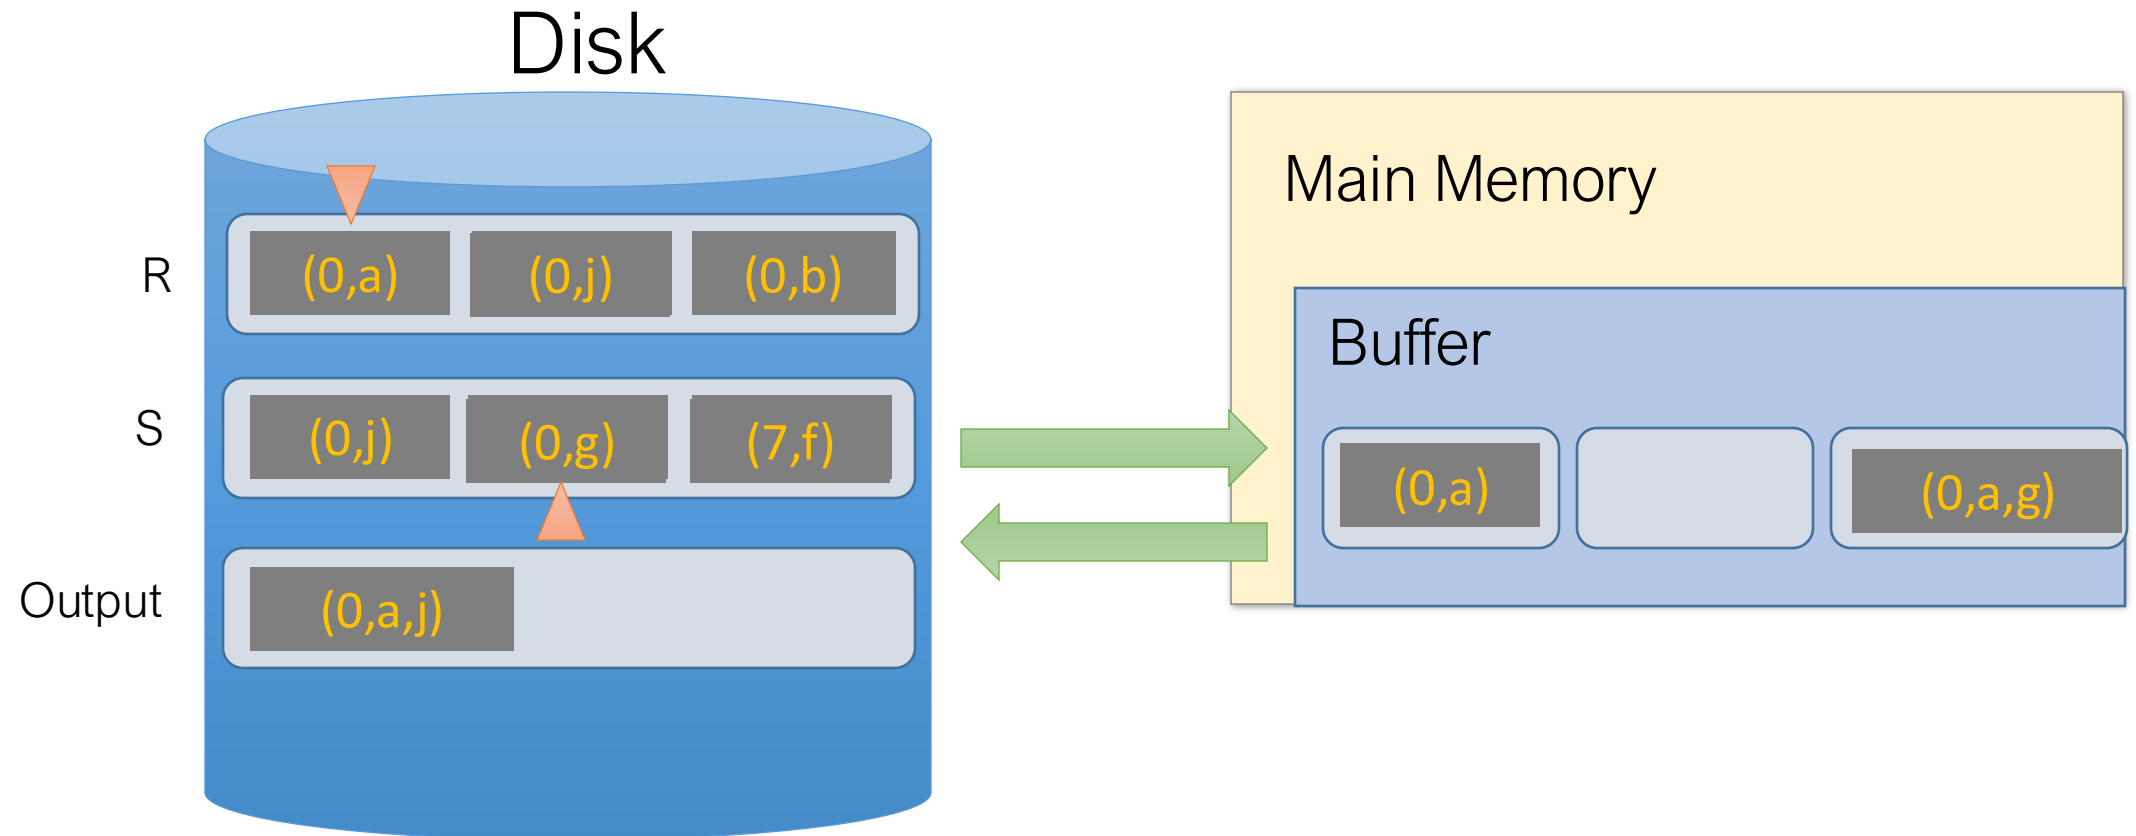 Disk
R
(0,a) (0,j) (0,b)
S
(0,j) (0,g) (7,f)
Output
(0,a,j)
Main Memory
Buffer
(0,a) (0,a,g)